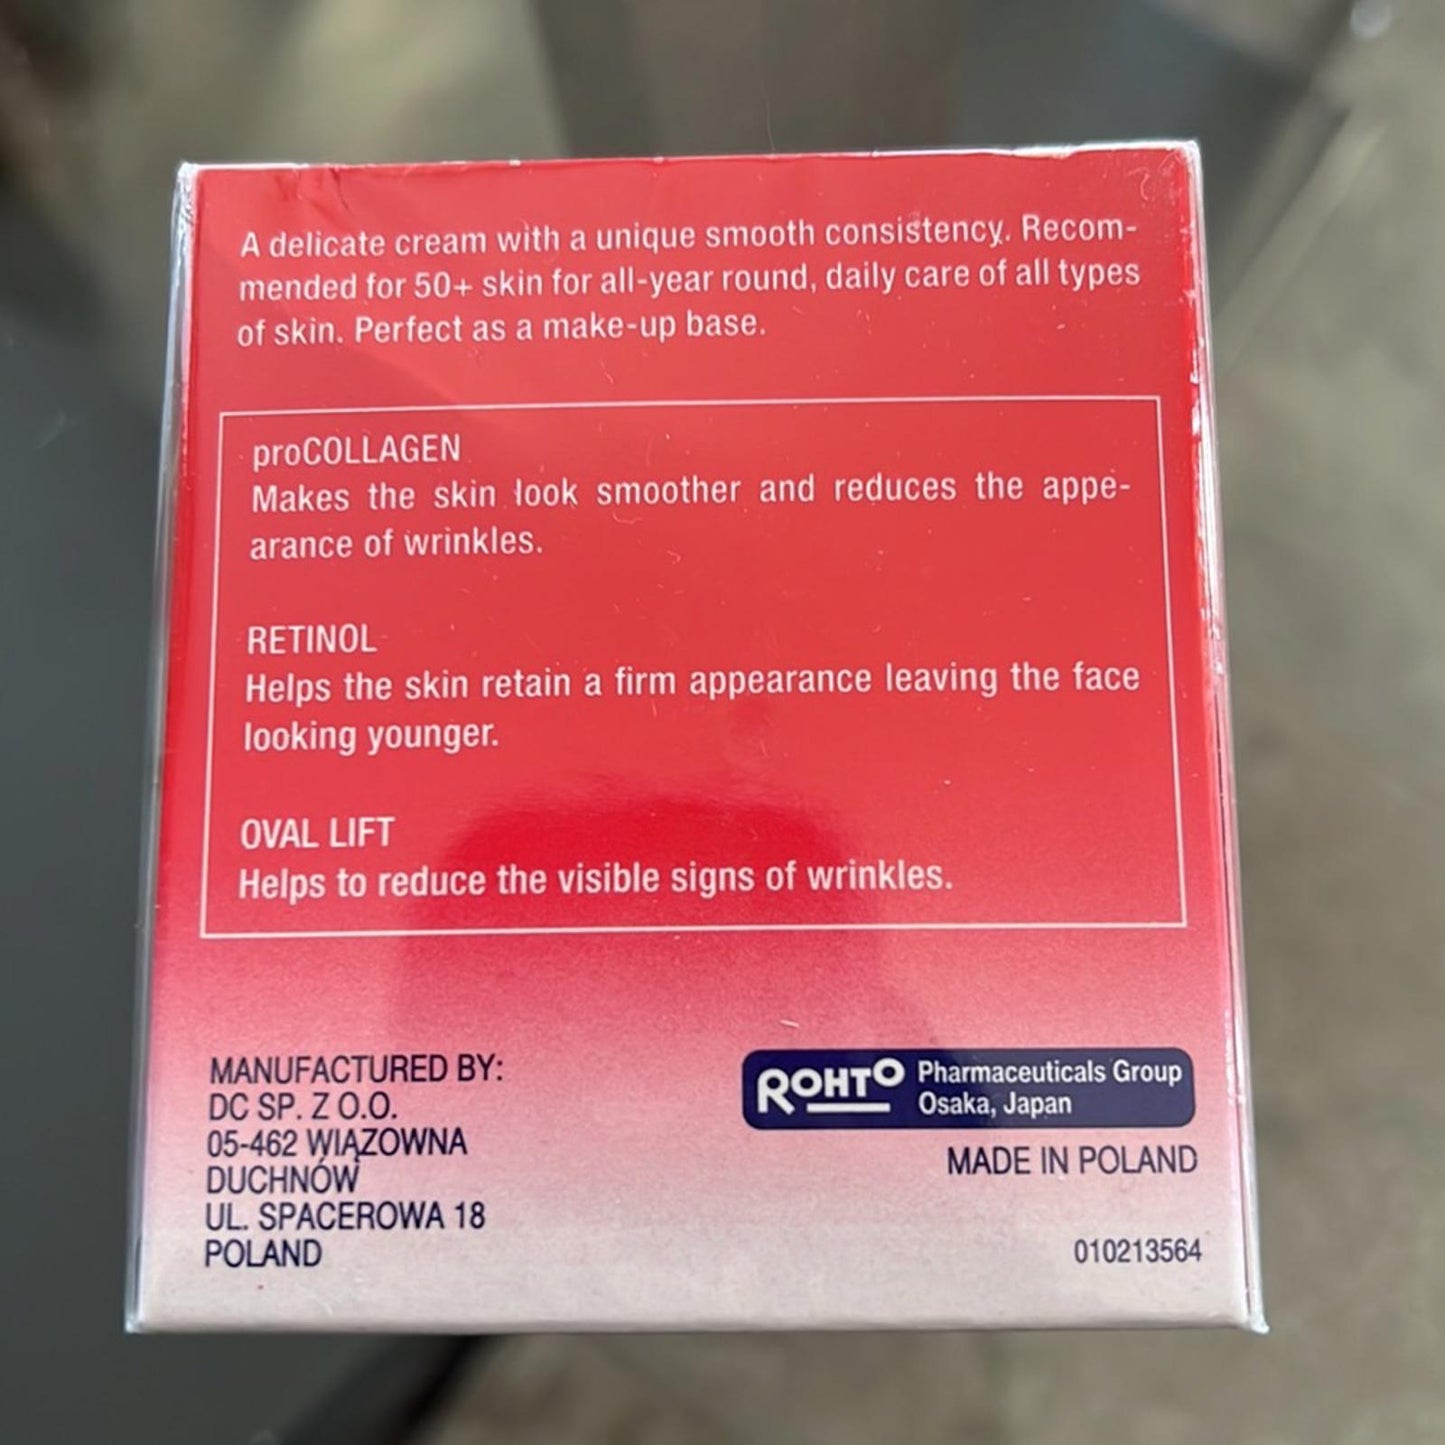 A delicate cream with a unique smooth consistency. Recom-
mended for 50+ skin for all-year round, daily care of all types
of skin. Perfect as a make-up base.
proCOLLAGEN
Makes the skin look smoother and reduces the appe-
arance of wrinkles.
RETINOL
Helps the skin retain a firm appearance leaving the face
looking younger.
OVAL LIFT
Helps to reduce the visible signs of wrinkles.
MANUFACTURED BY:
DC SP. Z O.O.
05-462 WIĄZOWNA
DUCHNÓW
UL. SPACEROWA 18
POLAND
ROHTO Pharmaceuticals Group
Osaka, Japan
MADE IN POLAND
010213564